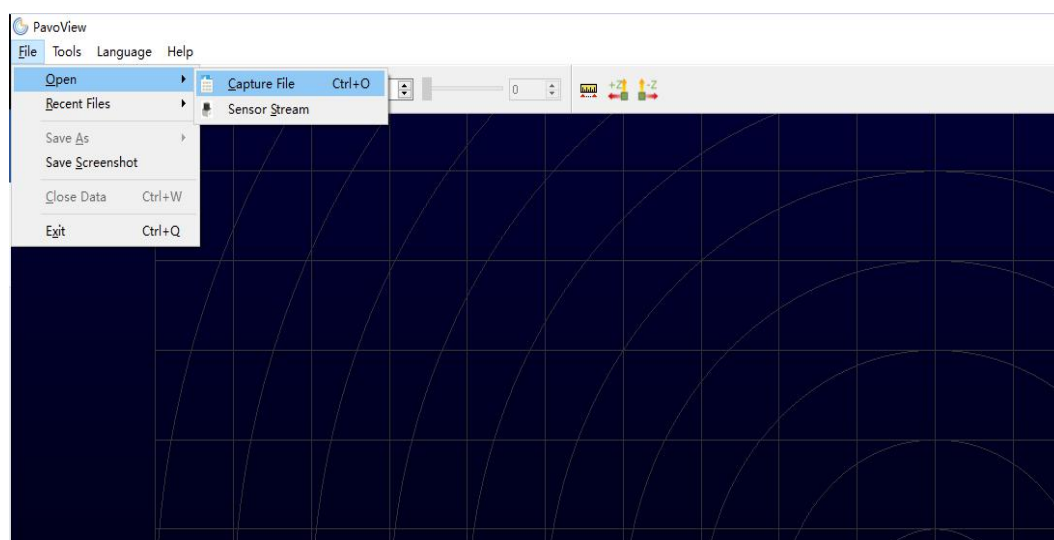 PavoView
File Tools Language Help
Open
Capture File Ctrl+O
0
+Z
-Z
Recent Files
Sensor Stream
Save As
Save Screenshot
Close Data Ctrl+W
Exit Ctrl+Q